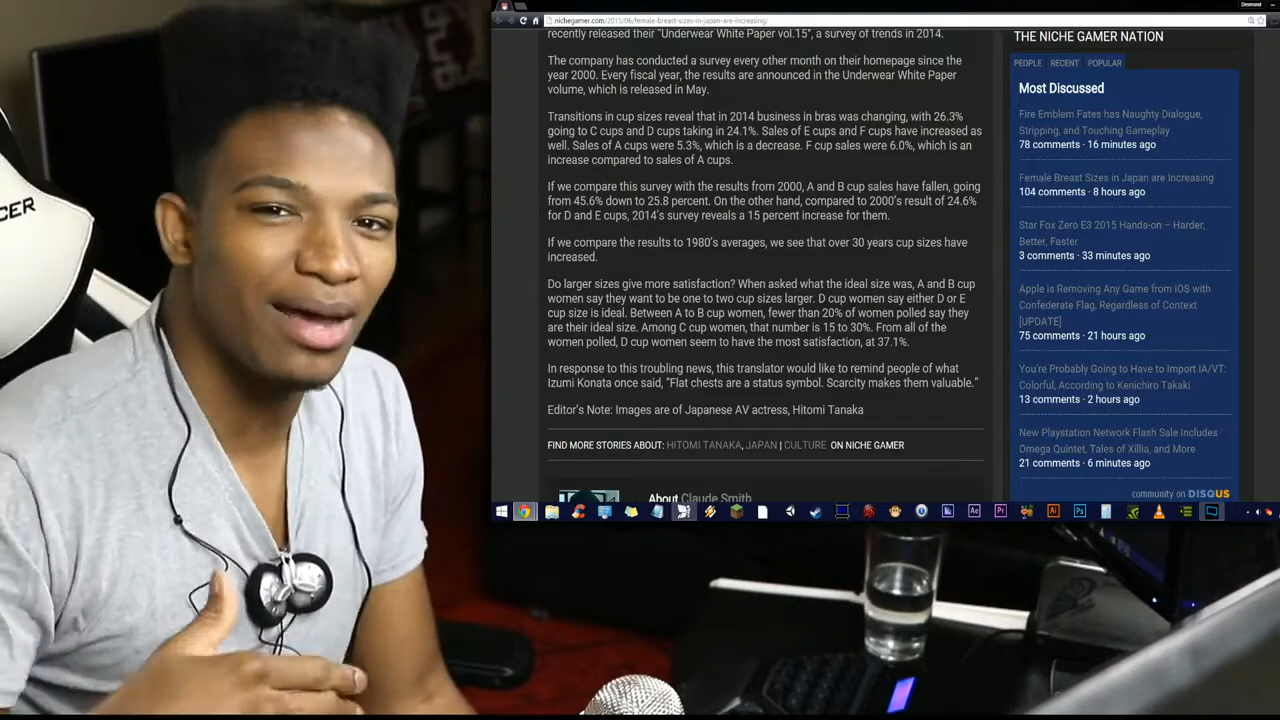 CER
Desmond
nichegamer.com/2015/06/female-breast-sizes-in-japan-are-increasing/
recently released their "Underwear White Paper vol.15", a survey of trends in 2014.
The company has conducted a survey every other month on their homepage since the
year 2000. Every fiscal year, the results are announced in the Underwear White Paper
volume, which is released in May.
Transitions in cup sizes reveal that in 2014 business in bras was changing, with 26.3%
going to C cups and D cups taking in 24.1%. Sales of E cups and F cups have increased as
well. Sales of A cups were 5.3%, which is a decrease. F cup sales were 6.0%, which is an
increase compared to sales of A cups.
If we compare this survey with the results from 2000, A and B cup sales have fallen, going
from 45.6% down to 25.8 percent. On the other hand, compared to 2000's result of 24.6%
for D and E cups, 2014's survey reveals a 15 percent increase for them.
If we compare the results to 1980's averages, we see that over 30 years cup sizes have
increased.
Do larger sizes give more satisfaction? When asked what the ideal size was, A and B cup
women say they want to be one to two cup sizes larger. D cup women say either D or E
cup size is ideal. Between A to B cup women, fewer than 20% of women polled say they
are their ideal size. Among C cup women, that number is 15 to 30%. From all of the
women polled, D cup women seem to have the most satisfaction, at 37.1%.
In response to this troubling news, this translator would like to remind people of what
Izumi Konata once said, "Flat chests are a status symbol. Scarcity makes them valuable."
Editor's Note: Images are of Japanese AV actress, Hitomi Tanaka
FIND MORE STORIES ABOUT: HITOMI TANAKA, JAPAN | CULTURE ON NICHE GAMER
About Claude Smith
THE NICHE GAMER NATION
PEOPLE RECENT POPULAR
Most Discussed
Fire Emblem Fates has Naughty Dialogue,
Stripping, and Touching Gameplay
78 comments · 16 minutes ago
Female Breast Sizes in Japan are Increasing
104 comments · 8 hours ago
Star Fox Zero E3 2015 Hands-on – Harder,
Better, Faster
3 comments · 33 minutes ago
Apple is Removing Any Game from iOS with
Confederate Flag, Regardless of Context
[UPDATE]
75 comments · 21 hours ago
You're Probably Going to Have to Import IA/VT:
Colorful, According to Kenichiro Takaki
13 comments · 2 hours ago
New Playstation Network Flash Sale Includes
Omega Quintet, Tales of Xillia, and More
21 comments · 6 minutes ago
community on DISQUS
Ae
Pr
Ai
Ps